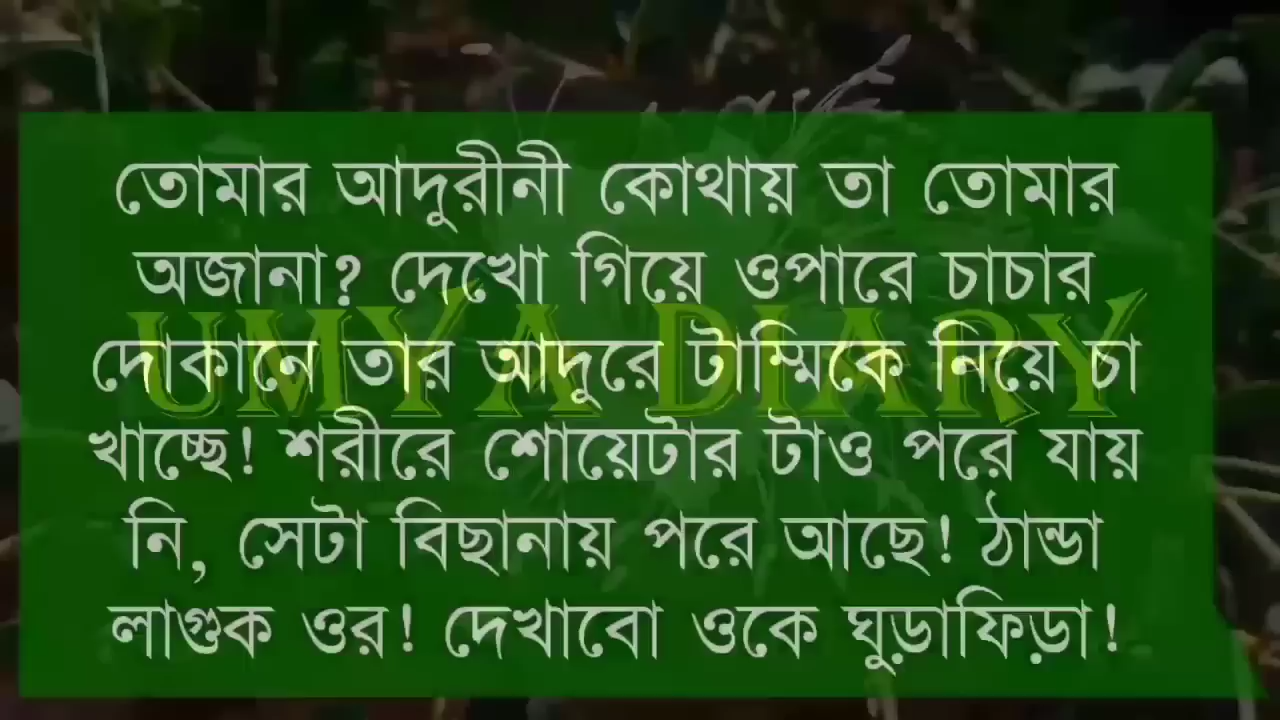 তোমার আদুরীনী কোথায় তা তোমার
অজানা? দেখো গিয়ে ওপারে চাচার
দোকানে তার আদুরে টাম্মিকে নিয়ে চা
খাচ্ছে! শরীরে শোয়েটার টাও পরে যায়
নি, সেটা বিছানায় পরে আছে! ঠান্ডা
লাগুক ওর! দেখাবো ওকে ঘুড়াফিড়া!
UMYA DIARY